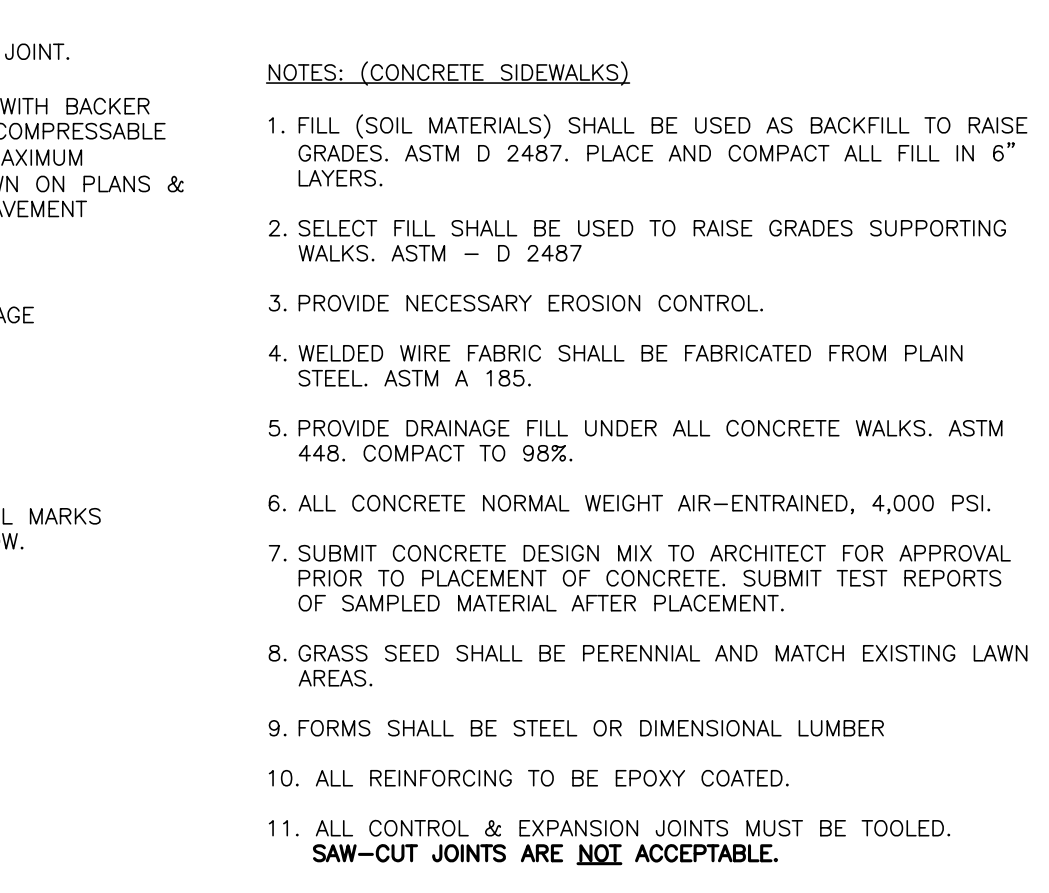 JOINT.
WITH BACKER
COMPRESSABLE
AXIMUM
WN ON PLANS &
AVEMENT
AGE
L MARKS
OW.
NOTES: (CONCRETE SIDEWALKS)
1. FILL (SOIL MATERIALS) SHALL BE USED AS BACKFILL TO RAISE
GRADES. ASTM D 2487. PLACE AND COMPACT ALL FILL IN 6"
LAYERS.
2. SELECT FILL SHALL BE USED TO RAISE GRADES SUPPORTING
WALKS. ASTM – D 2487
3. PROVIDE NECESSARY EROSION CONTROL.
4. WELDED WIRE FABRIC SHALL BE FABRICATED FROM PLAIN
STEEL. ASTM A 185.
5. PROVIDE DRAINAGE FILL UNDER ALL CONCRETE WALKS. ASTM
448. COMPACT TO 98%.
6. ALL CONCRETE NORMAL WEIGHT AIR–ENTRAINED, 4,000 PSI.
7. SUBMIT CONCRETE DESIGN MIX TO ARCHITECT FOR APPROVAL
PRIOR TO PLACEMENT OF CONCRETE. SUBMIT TEST REPORTS
OF SAMPLED MATERIAL AFTER PLACEMENT.
8. GRASS SEED SHALL BE PERENNIAL AND MATCH EXISTING LAWN
AREAS.
9. FORMS SHALL BE STEEL OR DIMENSIONAL LUMBER
10. ALL REINFORCING TO BE EPOXY COATED.
11. ALL CONTROL & EXPANSION JOINTS MUST BE TOOLED.
SAW–CUT JOINTS ARE NOT ACCEPTABLE.